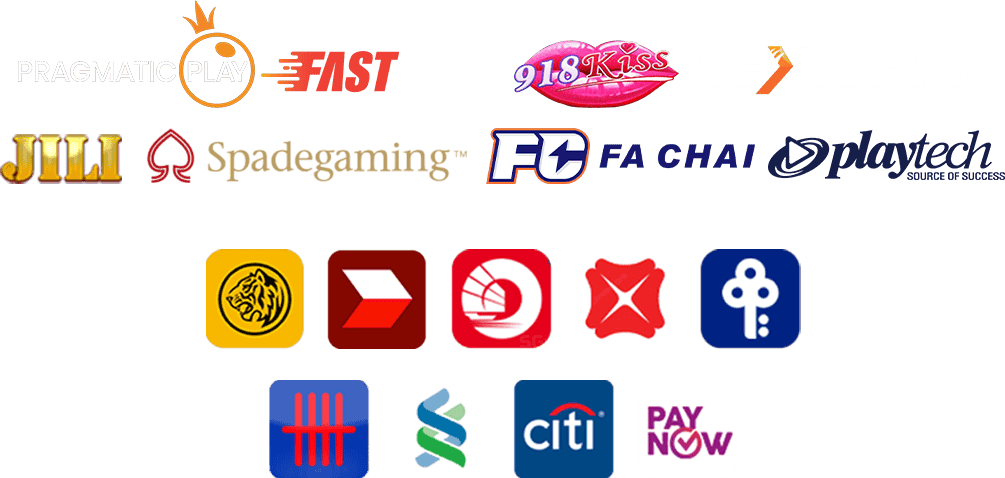 PRAGMATIC PLAY
FAST
918Kiss
JILI
Spadegaming™
FC FA CHAI
playtech
SOURCE OF SUCCESS
citi®
PAY
NOW